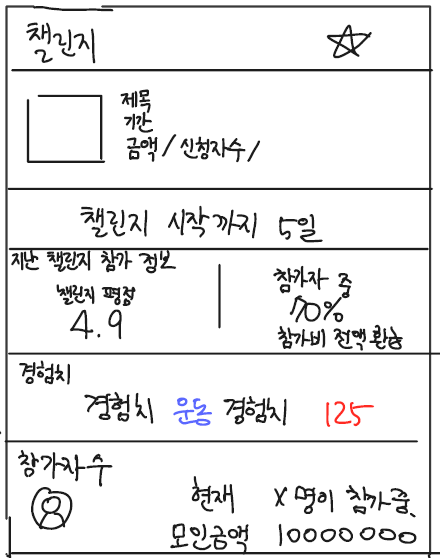 챌린지
제목
기간
금액 / 신청자수 /
챌린지 시작까지 5일
지난 챌린지 참가 정보
챌린지 평점
4.9
참가자 중
70%
참가비 전액 환승
경험치
경험치 운동 경험치 125
참가자수
현재 X명이 참가중.
모인금액 10000000